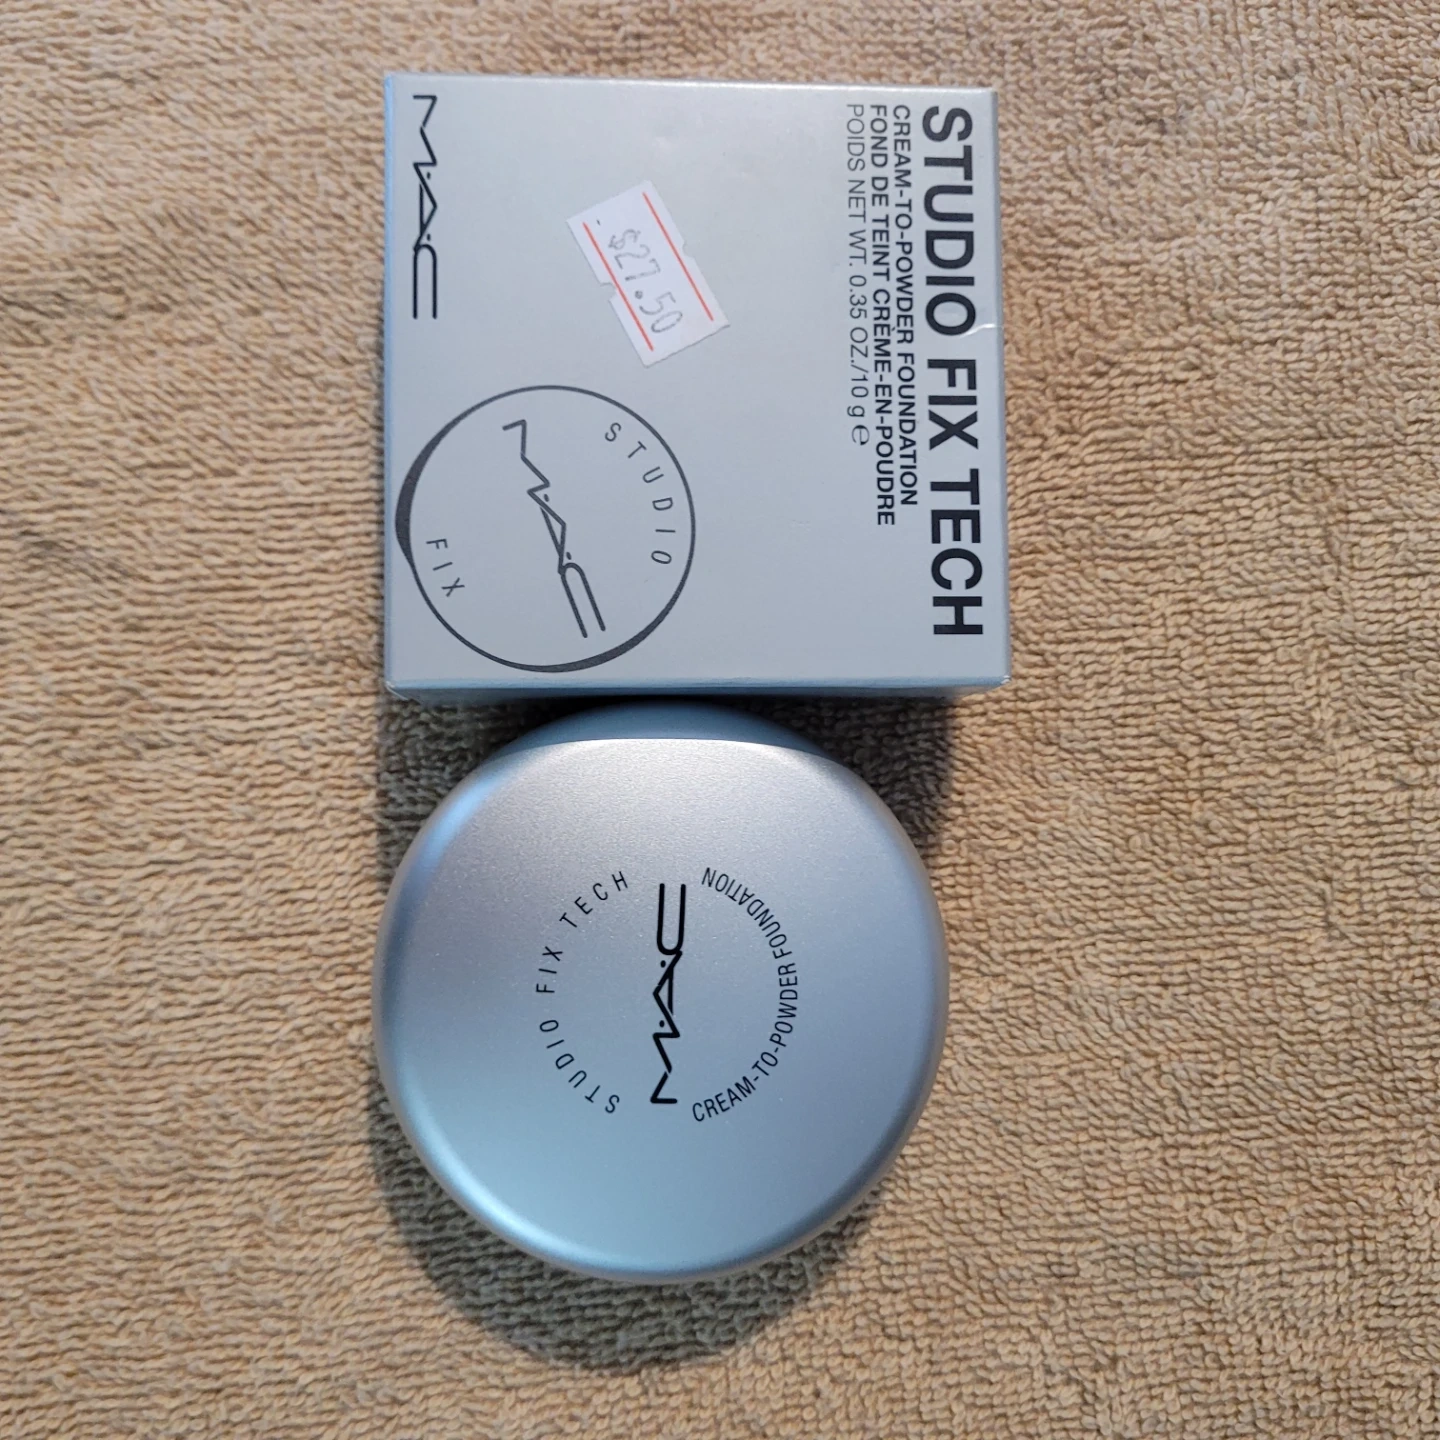 STUDIO FIX TECH
CREAM-TO-POWDER FOUNDATION
FOND DE TEINT CRÈME-EN-POUDRE
POIDS NET WT. 0.35 OZ./10 g ℮
$27.50
STUDIO
M·A·C
FIX
M·A·C
STUDIO FIX TECH
M·A·C
CREAM-TO-POWDER FOUNDATION